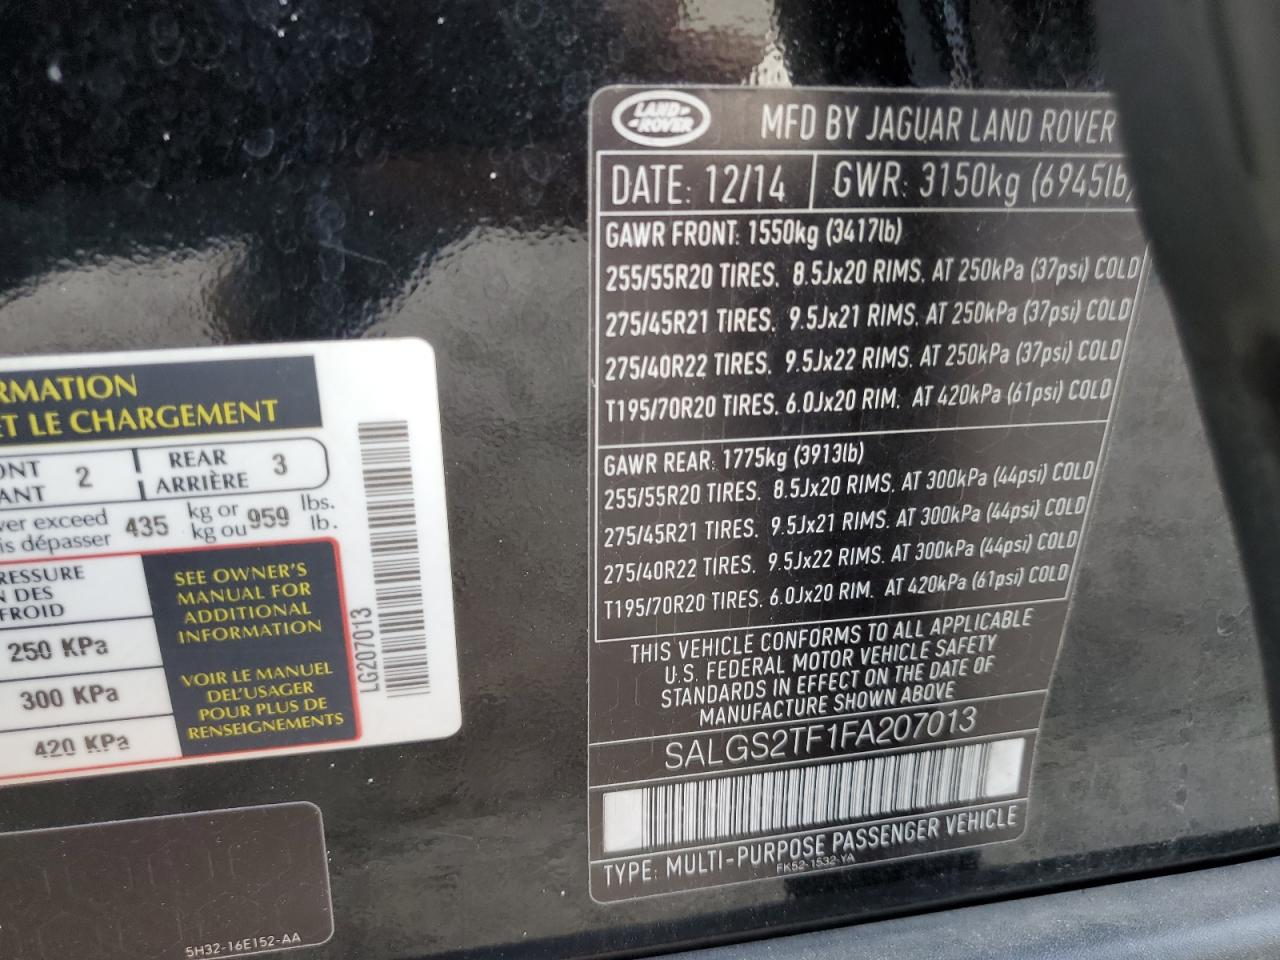 LAND-
-ROVER
MFD BY JAGUAR LAND ROVER
DATE: 12/14 GWR: 3150kg (6945lb)
GAWR FRONT: 1550kg (3417lb)
255/55R20 TIRES. 8.5Jx20 RIMS. AT 250kPa (37psi) COLD
275/45R21 TIRES. 9.5Jx21 RIMS. AT 250kPa (37psi) COLD
275/40R22 TIRES. 9.5Jx22 RIMS. AT 250kPa (37psi) COLD
T195/70R20 TIRES. 6.0Jx20 RIM. AT 420kPa (61psi) COLD
GAWR REAR: 1775kg (3913lb)
255/55R20 TIRES. 8.5Jx20 RIMS. AT 300kPa (44psi) COLD
275/45R21 TIRES. 9.5Jx21 RIMS. AT 300kPa (44psi) COLD
275/40R22 TIRES. 9.5Jx22 RIMS. AT 300kPa (44psi) COLD
T195/70R20 TIRES. 6.0Jx20 RIM. AT 420kPa (61psi) COLD
THIS VEHICLE CONFORMS TO ALL APPLICABLE
U.S. FEDERAL MOTOR VEHICLE SAFETY
STANDARDS IN EFFECT ON THE DATE OF
MANUFACTURE SHOWN ABOVE
SALGS2TF1FA207013
TYPE: MULTI-PURPOSE PASSENGER VEHICLE
FK52-1532-YA
RMATION
ET LE CHARGEMENT
ONT 2 REAR 3
ANT ARRIÈRE
ver exceed 435 kg or 959 lbs.
is dépasser kg ou lb.
RESSURE
N DES
FROID
250 KPa
300 KPa
420 KPa
SEE OWNER'S
MANUAL FOR
ADDITIONAL
INFORMATION
VOIR LE MANUEL
DEL'USAGER
POUR PLUS DE
RENSEIGNEMENTS
LG207013
5H32-16E152-AA